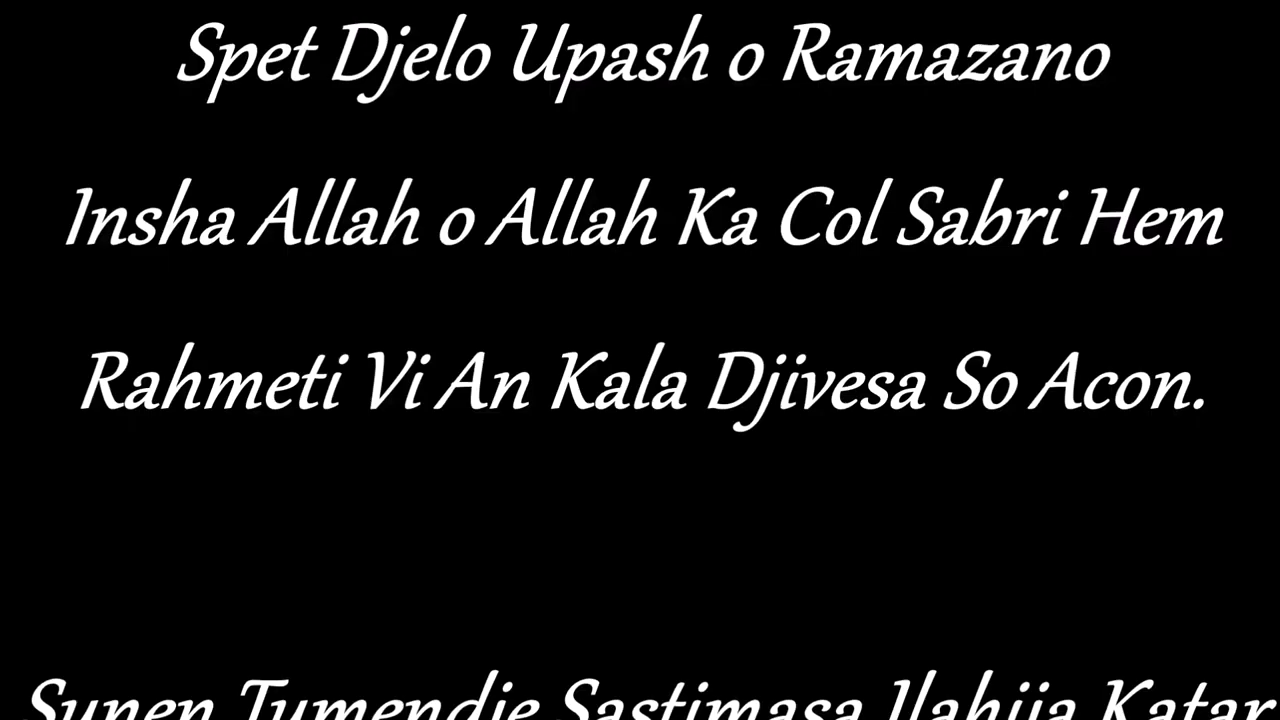 Spet Djelo Upash o Ramazano
Insha Allah o Allah Ka Col Sabri Hem
Rahmeti Vi An Kala Djivesa So Acon.
Sunen Tumendje Sastimasa Ilahija Katar